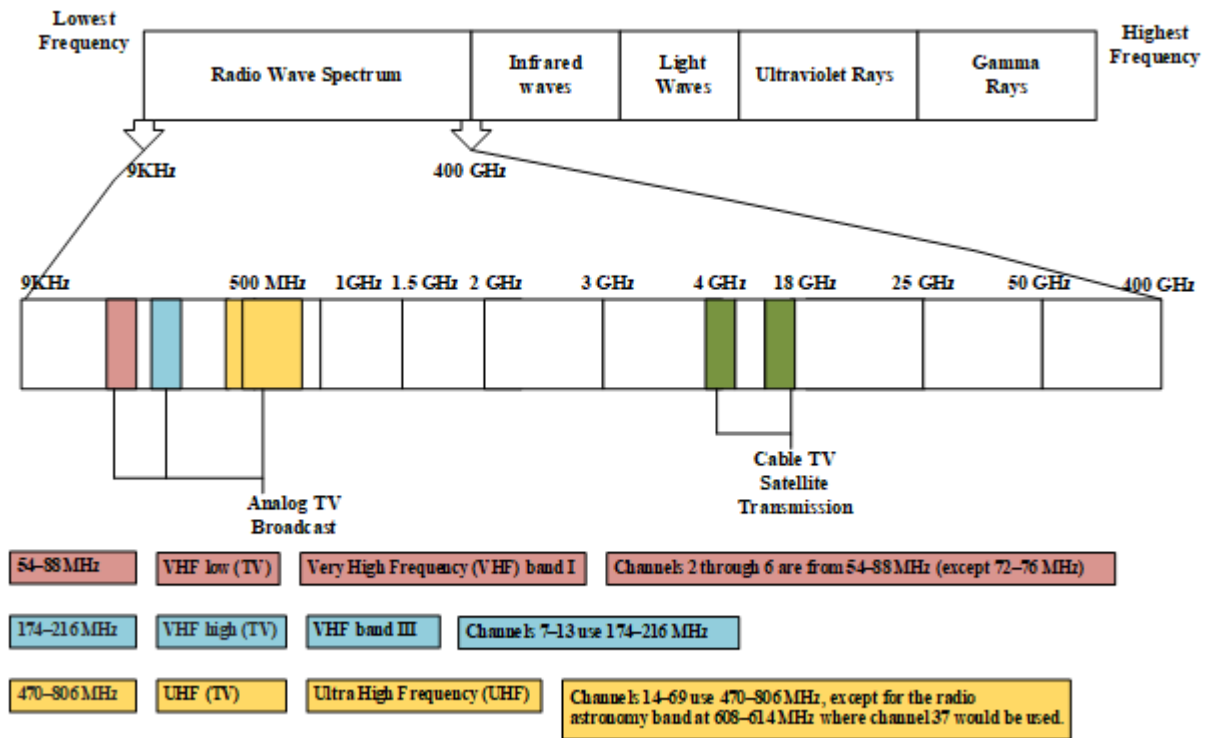 Lowest
Frequency
Radio Wave Spectrum
Infrared
waves
Light
Waves
Ultraviolet Rays
Gamma
Rays
Highest
Frequency
9KHz
400 GHz
9KHz
500 MHz
1GHz
1.5 GHz
2 GHz
3 GHz
4 GHz
18 GHz
25 GHz
50 GHz
400 GHz
Analog TV
Broadcast
Cable TV
Satellite
Transmission
54–88 MHz
VHF low (TV)
Very High Frequency (VHF) band I
Channels 2 through 6 are from 54–88 MHz (except 72–76 MHz)
174–216 MHz
VHF high (TV)
VHF band III
Channels 7–13 use 174–216 MHz
470–806 MHz
UHF (TV)
Ultra High Frequency (UHF)
Channels 14–69 use 470–806 MHz, except for the radio
astronomy band at 608–614 MHz where channel 37 would be used.